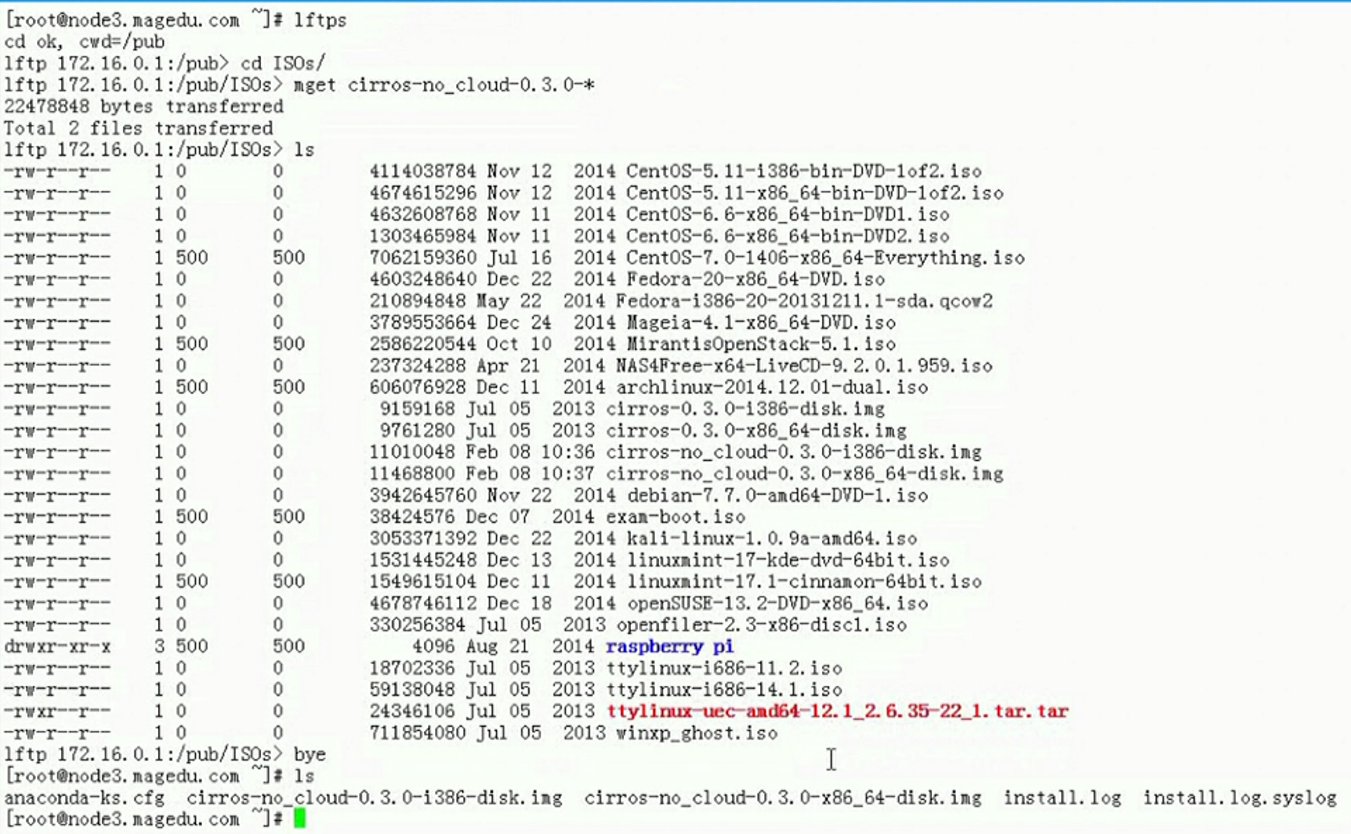 [root@node3.magedu.com ~]# lftps
cd ok, cwd=/pub
lftp 172.16.0.1:/pub> cd ISOs/
lftp 172.16.0.1:/pub/ISOs> mget cirros-no_cloud-0.3.0-*
22478848 bytes transferred
Total 2 files transferred
lftp 172.16.0.1:/pub/ISOs> ls
-rw-r--r-- 1 0 0 4114038784 Nov 12 2014 CentOS-5.11-i386-bin-DVD-1of2.iso
-rw-r--r-- 1 0 0 4674615296 Nov 12 2014 CentOS-5.11-x86_64-bin-DVD-1of2.iso
-rw-r--r-- 1 0 0 4632608768 Nov 11 2014 CentOS-6.6-x86_64-bin-DVD1.iso
-rw-r--r-- 1 0 0 1303465984 Nov 11 2014 CentOS-6.6-x86_64-bin-DVD2.iso
-rw-r--r-- 1 500 500 7062159360 Jul 16 2014 CentOS-7.0-1406-x86_64-Everything.iso
-rw-r--r-- 1 0 0 4603248640 Dec 22 2014 Fedora-20-x86_64-DVD.iso
-rw-r--r-- 1 0 0 210894848 May 22 2014 Fedora-i386-20-20131211.1-sda.qcow2
-rw-r--r-- 1 0 0 3789553664 Dec 24 2014 Mageia-4.1-x86_64-DVD.iso
-rw-r--r-- 1 500 500 2586220544 Oct 10 2014 MirantisOpenStack-5.1.iso
-rw-r--r-- 1 0 0 237324288 Apr 21 2014 NAS4Free-x64-LiveCD-9.2.0.1.959.iso
-rw-r--r-- 1 500 500 606076928 Dec 11 2014 archlinux-2014.12.01-dual.iso
-rw-r--r-- 1 0 0 9159168 Jul 05 2013 cirros-0.3.0-i386-disk.img
-rw-r--r-- 1 0 0 9761280 Jul 05 2013 cirros-0.3.0-x86_64-disk.img
-rw-r--r-- 1 0 0 11010048 Feb 08 10:36 cirros-no_cloud-0.3.0-i386-disk.img
-rw-r--r-- 1 0 0 11468800 Feb 08 10:37 cirros-no_cloud-0.3.0-x86_64-disk.img
-rw-r--r-- 1 0 0 3942645760 Nov 22 2014 debian-7.7.0-amd64-DVD-1.iso
-rw-r--r-- 1 500 500 38424576 Dec 07 2014 exam-boot.iso
-rw-r--r-- 1 0 0 3053371392 Dec 22 2014 kali-linux-1.0.9a-amd64.iso
-rw-r--r-- 1 0 0 1531445248 Dec 13 2014 linuxmint-17-kde-dvd-64bit.iso
-rw-r--r-- 1 500 500 1549615104 Dec 11 2014 linuxmint-17.1-cinnamon-64bit.iso
-rw-r--r-- 1 0 0 4678746112 Dec 18 2014 openSUSE-13.2-DVD-x86_64.iso
-rw-r--r-- 1 0 0 330256384 Jul 05 2013 openfiler-2.3-x86-disc1.iso
drwxr-xr-x 3 500 500 4096 Aug 21 2014 raspberry pi
-rw-r--r-- 1 0 0 18702336 Jul 05 2013 ttylinux-i686-11.2.iso
-rw-r--r-- 1 0 0 59138048 Jul 05 2013 ttylinux-i686-14.1.iso
-rwxr--r-- 1 0 0 24346106 Jul 05 2013 ttylinux-uec-amd64-12.1_2.6.35-22_1.tar.tar
-rw-r--r-- 1 0 0 711854080 Jul 05 2013 winxp_ghost.iso
lftp 172.16.0.1:/pub/ISOs> bye
[root@node3.magedu.com ~]# ls
anaconda-ks.cfg cirros-no_cloud-0.3.0-i386-disk.img cirros-no_cloud-0.3.0-x86_64-disk.img install.log install.log.syslog
[root@node3.magedu.com ~]#